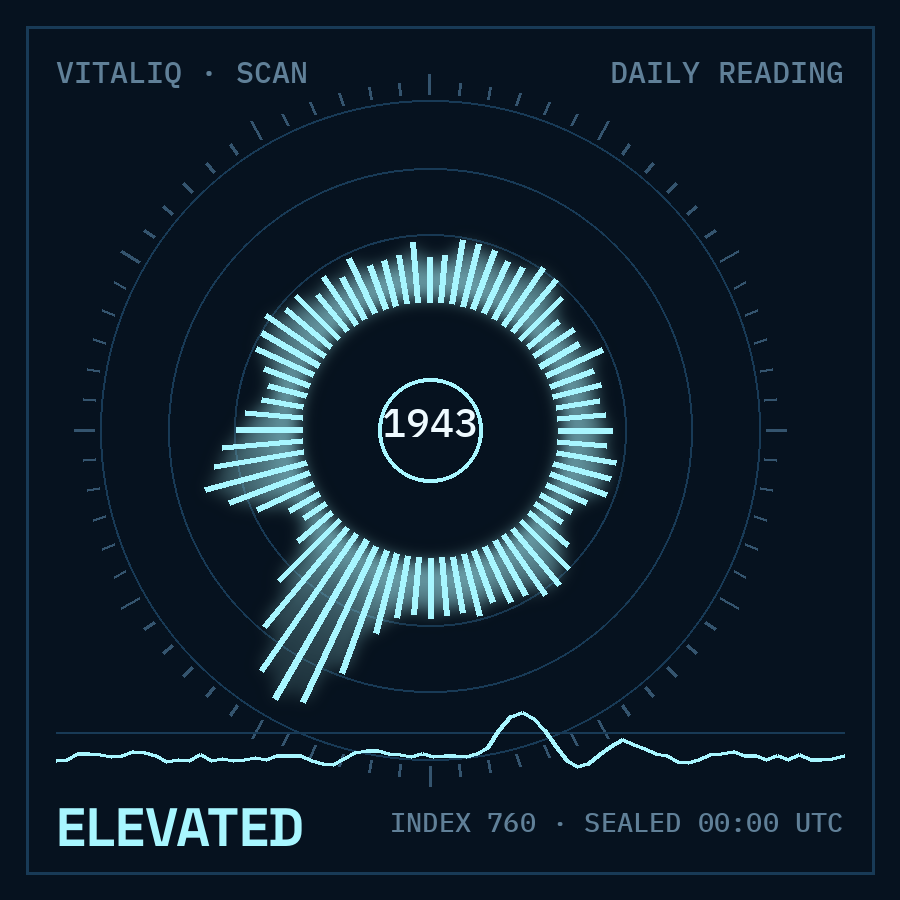 VITALIQ · SCAN
DAILY READING
1943
ELEVATED
INDEX 760 · SEALED 00:00 UTC